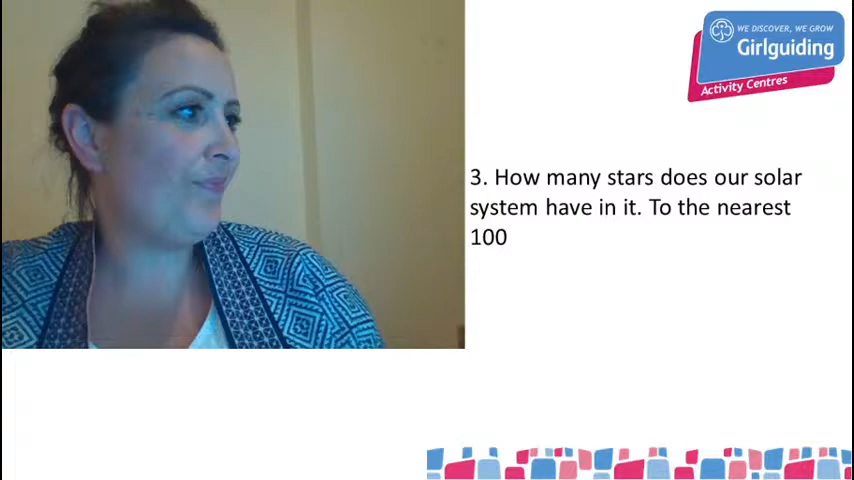 WE DISCOVER, WE GROW
Girlguiding
Activity Centres
3. How many stars does our solar
system have in it. To the nearest
100